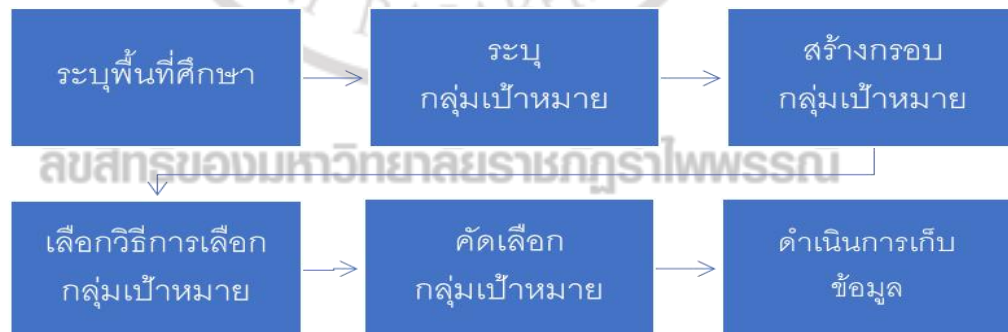 ระบุพื้นที่ศึกษา
ระบุ
กลุ่มเป้าหมาย
สร้างกรอบ
กลุ่มเป้าหมาย
ลิขสิทธิ์ของมหาวิทยาลัยราชภัฏรำไพพรรณี
เลือกวิธีการเลือก
กลุ่มเป้าหมาย
คัดเลือก
กลุ่มเป้าหมาย
ดำเนินการเก็บ
ข้อมูล